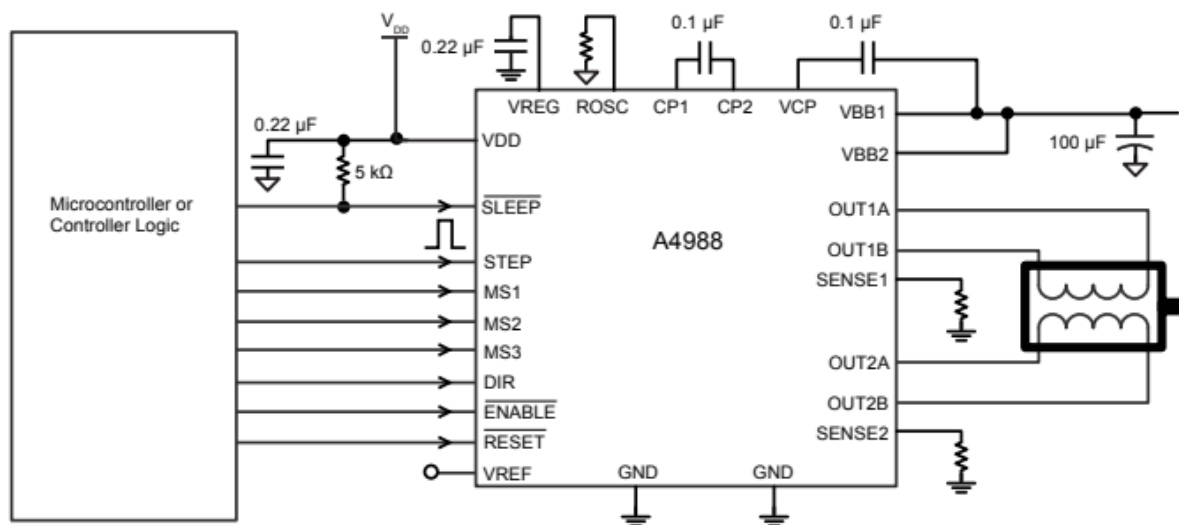 V_DD
0.22 µF
0.1 µF
0.1 µF
VREG
ROSC
CP1
CP2
VCP
VBB1
0.22 µF
VDD
5 kΩ
VBB2
100 µF
Microcontroller or
Controller Logic
SLEEP
OUT1A
A4988
OUT1B
STEP
SENSE1
MS1
MS2
MS3
OUT2A
DIR
OUT2B
ENABLE
SENSE2
RESET
VREF
GND
GND